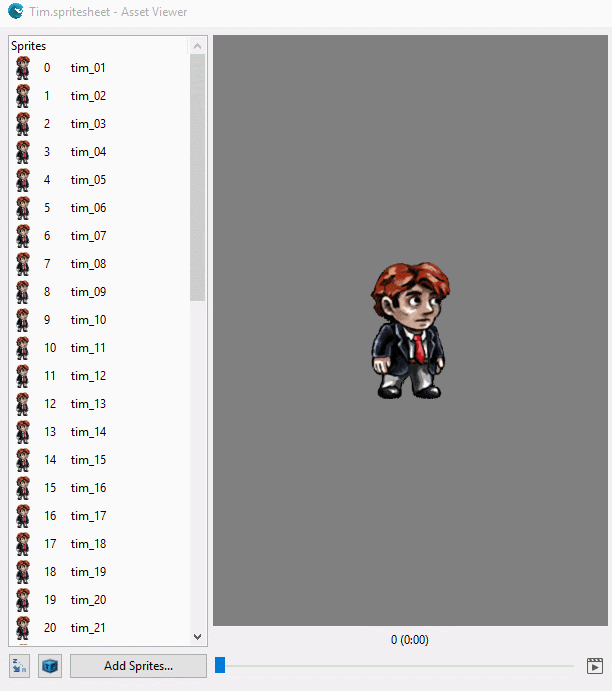 Tim.spritesheet - Asset Viewer
Sprites
0 tim_01
1 tim_02
2 tim_03
3 tim_04
4 tim_05
5 tim_06
6 tim_07
7 tim_08
8 tim_09
9 tim_10
10 tim_11
11 tim_12
12 tim_13
13 tim_14
14 tim_15
15 tim_16
16 tim_17
17 tim_18
18 tim_19
19 tim_20
20 tim_21
0 (0:00)
Add Sprites...